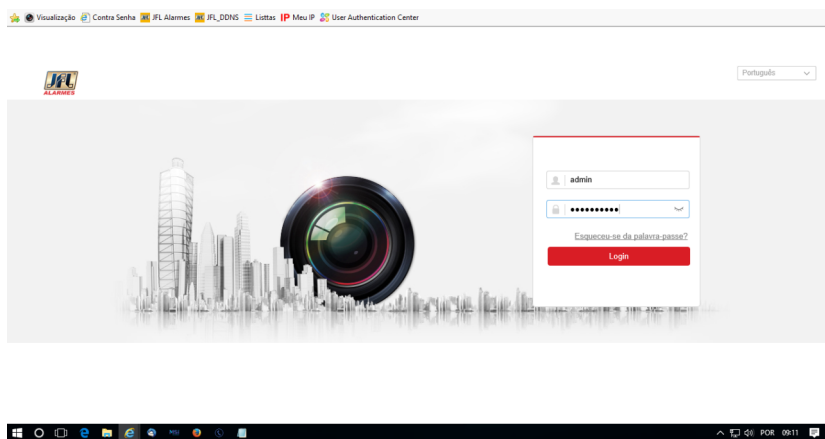 Visualização Contra Senha JFL Alarmes JFL_DDNS Listtas IP Meu IP User Authentication Center
JFL
ALARMES
Português
admin
Esqueceu-se da palavra-passe?
Login
POR 09:11